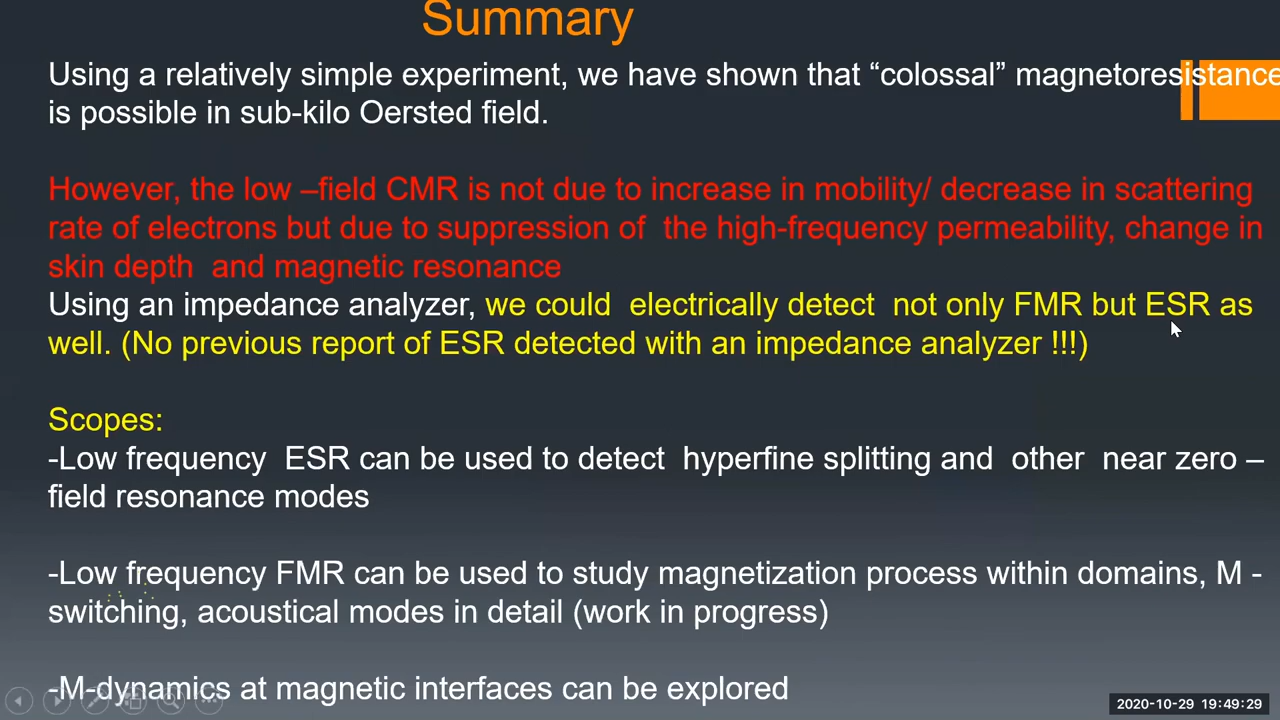 Summary
Using a relatively simple experiment, we have shown that “colossal” magnetoresistance
is possible in sub-kilo Oersted field.
However, the low –field CMR is not due to increase in mobility/ decrease in scattering
rate of electrons but due to suppression of the high-frequency permeability, change in
skin depth and magnetic resonance
Using an impedance analyzer, we could electrically detect not only FMR but ESR as
well. (No previous report of ESR detected with an impedance analyzer !!!)
Scopes:
-Low frequency ESR can be used to detect hyperfine splitting and other near zero –
field resonance modes
-Low frequency FMR can be used to study magnetization process within domains, M -
switching, acoustical modes in detail (work in progress)
-M-dynamics at magnetic interfaces can be explored
2020-10-29 19:49:29